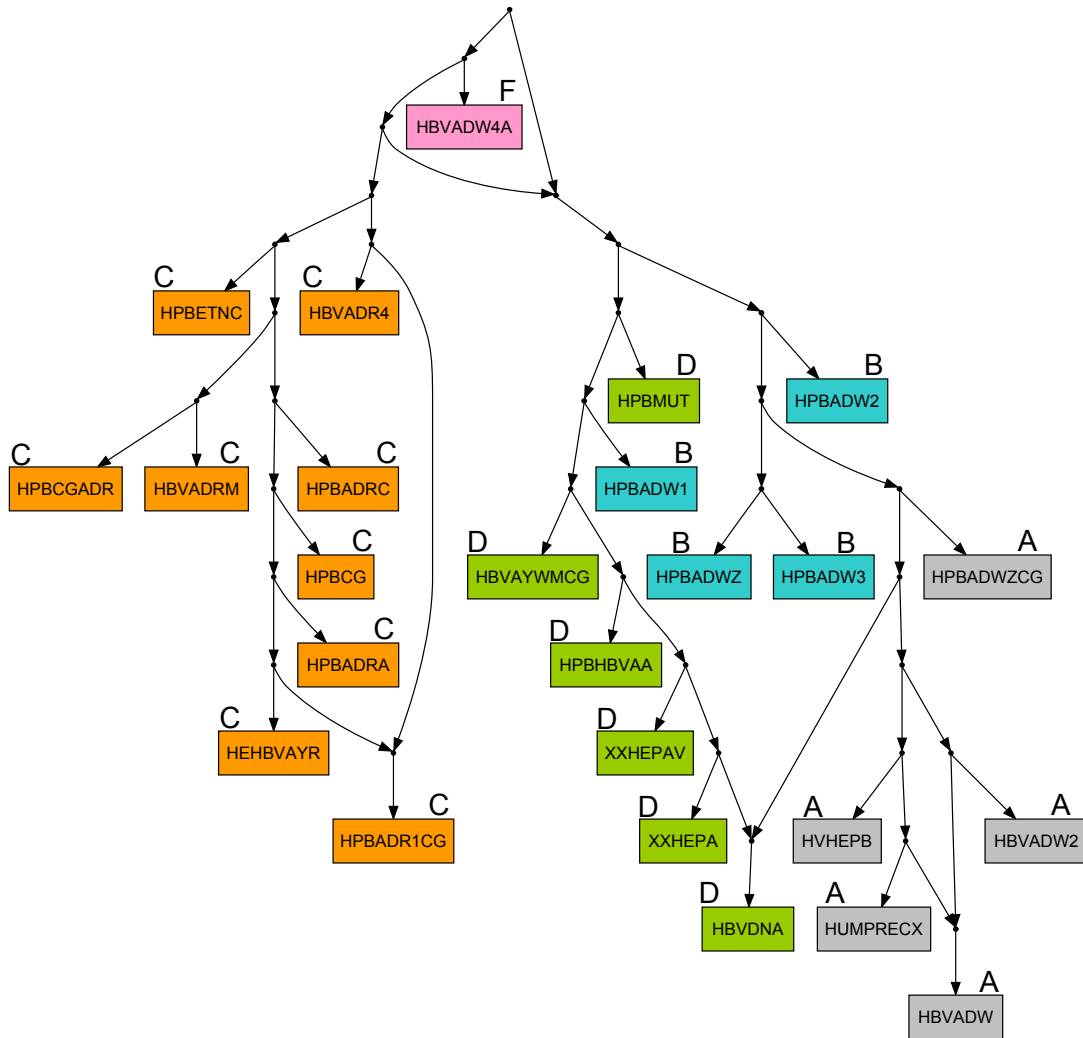 F
HBVADW4A
C
HPBETNC
C
HBVADR4
D
HPBMUT
B
HPBADW2
C
HPBCGADR
C
HBVADRM
C
HPBADRC
B
HPBADW1
C
HPBCG
D
HBVAYWMCG
B
HPBADWZ
B
HPBADW3
A
HPBADWZCG
C
HPBADRA
D
HPBHBVAA
C
HEHBVAYR
D
XXHEPAV
C
HPBADR1CG
D
XXHEPA
A
HVHEPB
A
HBVADW2
D
HBVDNA
A
HUMPRECX
A
HBVADW